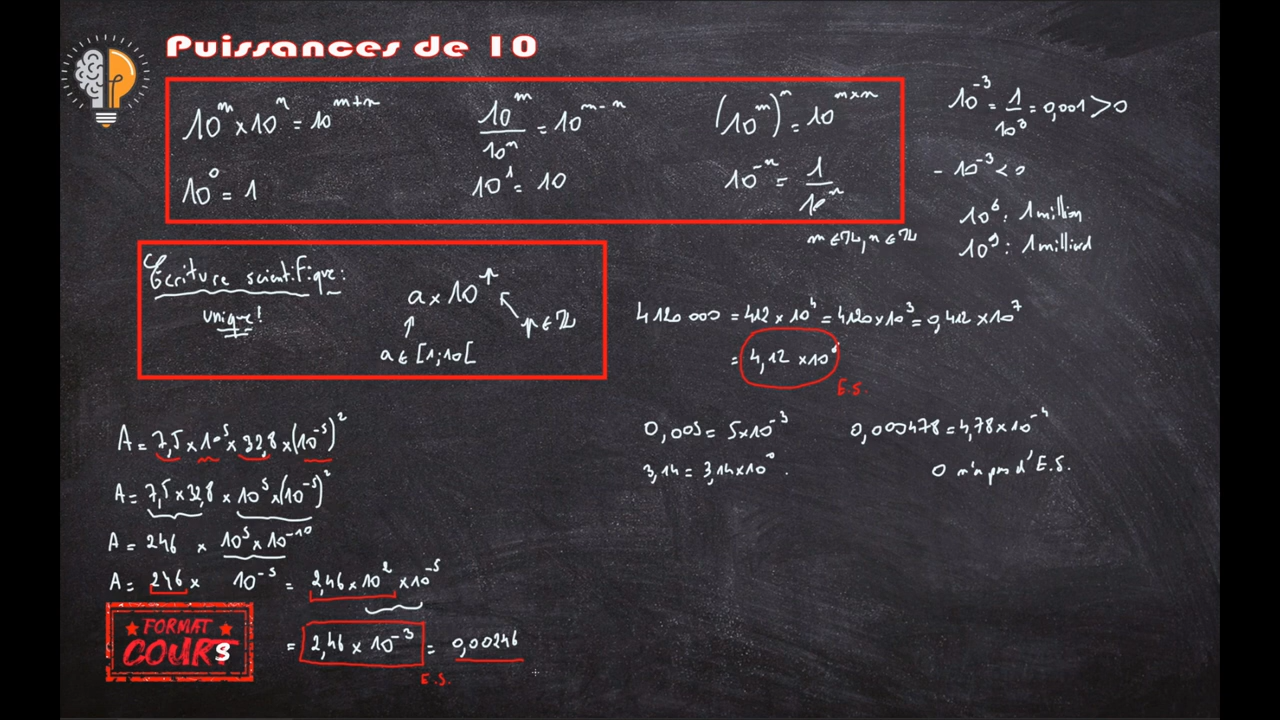 Puissances de 10
10^m × 10^n = 10^(m+n)
10^m / 10^n = 10^(m-n)
(10^m)^n = 10^(m×n)
10^0 = 1
10^1 = 10
10^-n = 1 / 10^n
m ∈ ℤ, n ∈ ℤ
10^-3 = 1 / 10^3 = 0,001 > 0
- 10^-3 < 0
10^6 : 1 million
10^9 : 1 milliard
Écriture scientifique :
unique !
a × 10^p
p ∈ ℤ
a ∈ [1 ; 10[
4 120 000 = 412 × 10^4 = 4120 × 10^3 = 0,412 × 10^7
= 4,12 × 10^6
E.S.
0,005 = 5 × 10^-3
0,000478 = 4,78 × 10^-4
3,14 = 3,14 × 10^0.
0 n'a pas d'E.S.
A = 7,5 × 10^5 × 32,8 × (10^-5)^2
A = 7,5 × 32,8 × 10^5 × (10^-5)^2
A = 246 × 10^5 × 10^-10
A = 246 × 10^-5 = 2,46 × 10^2 × 10^-5
= 2,46 × 10^-3 = 0,00246
E.S.
FORMAT
COURS